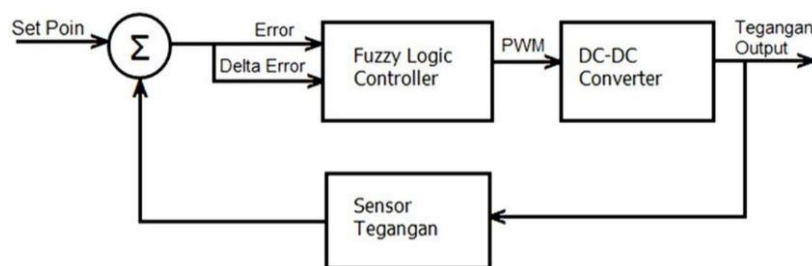 Set Poin
Σ
Error
Delta Error
Fuzzy Logic
Controller
PWM
DC-DC
Converter
Tegangan
Output
Sensor
Tegangan